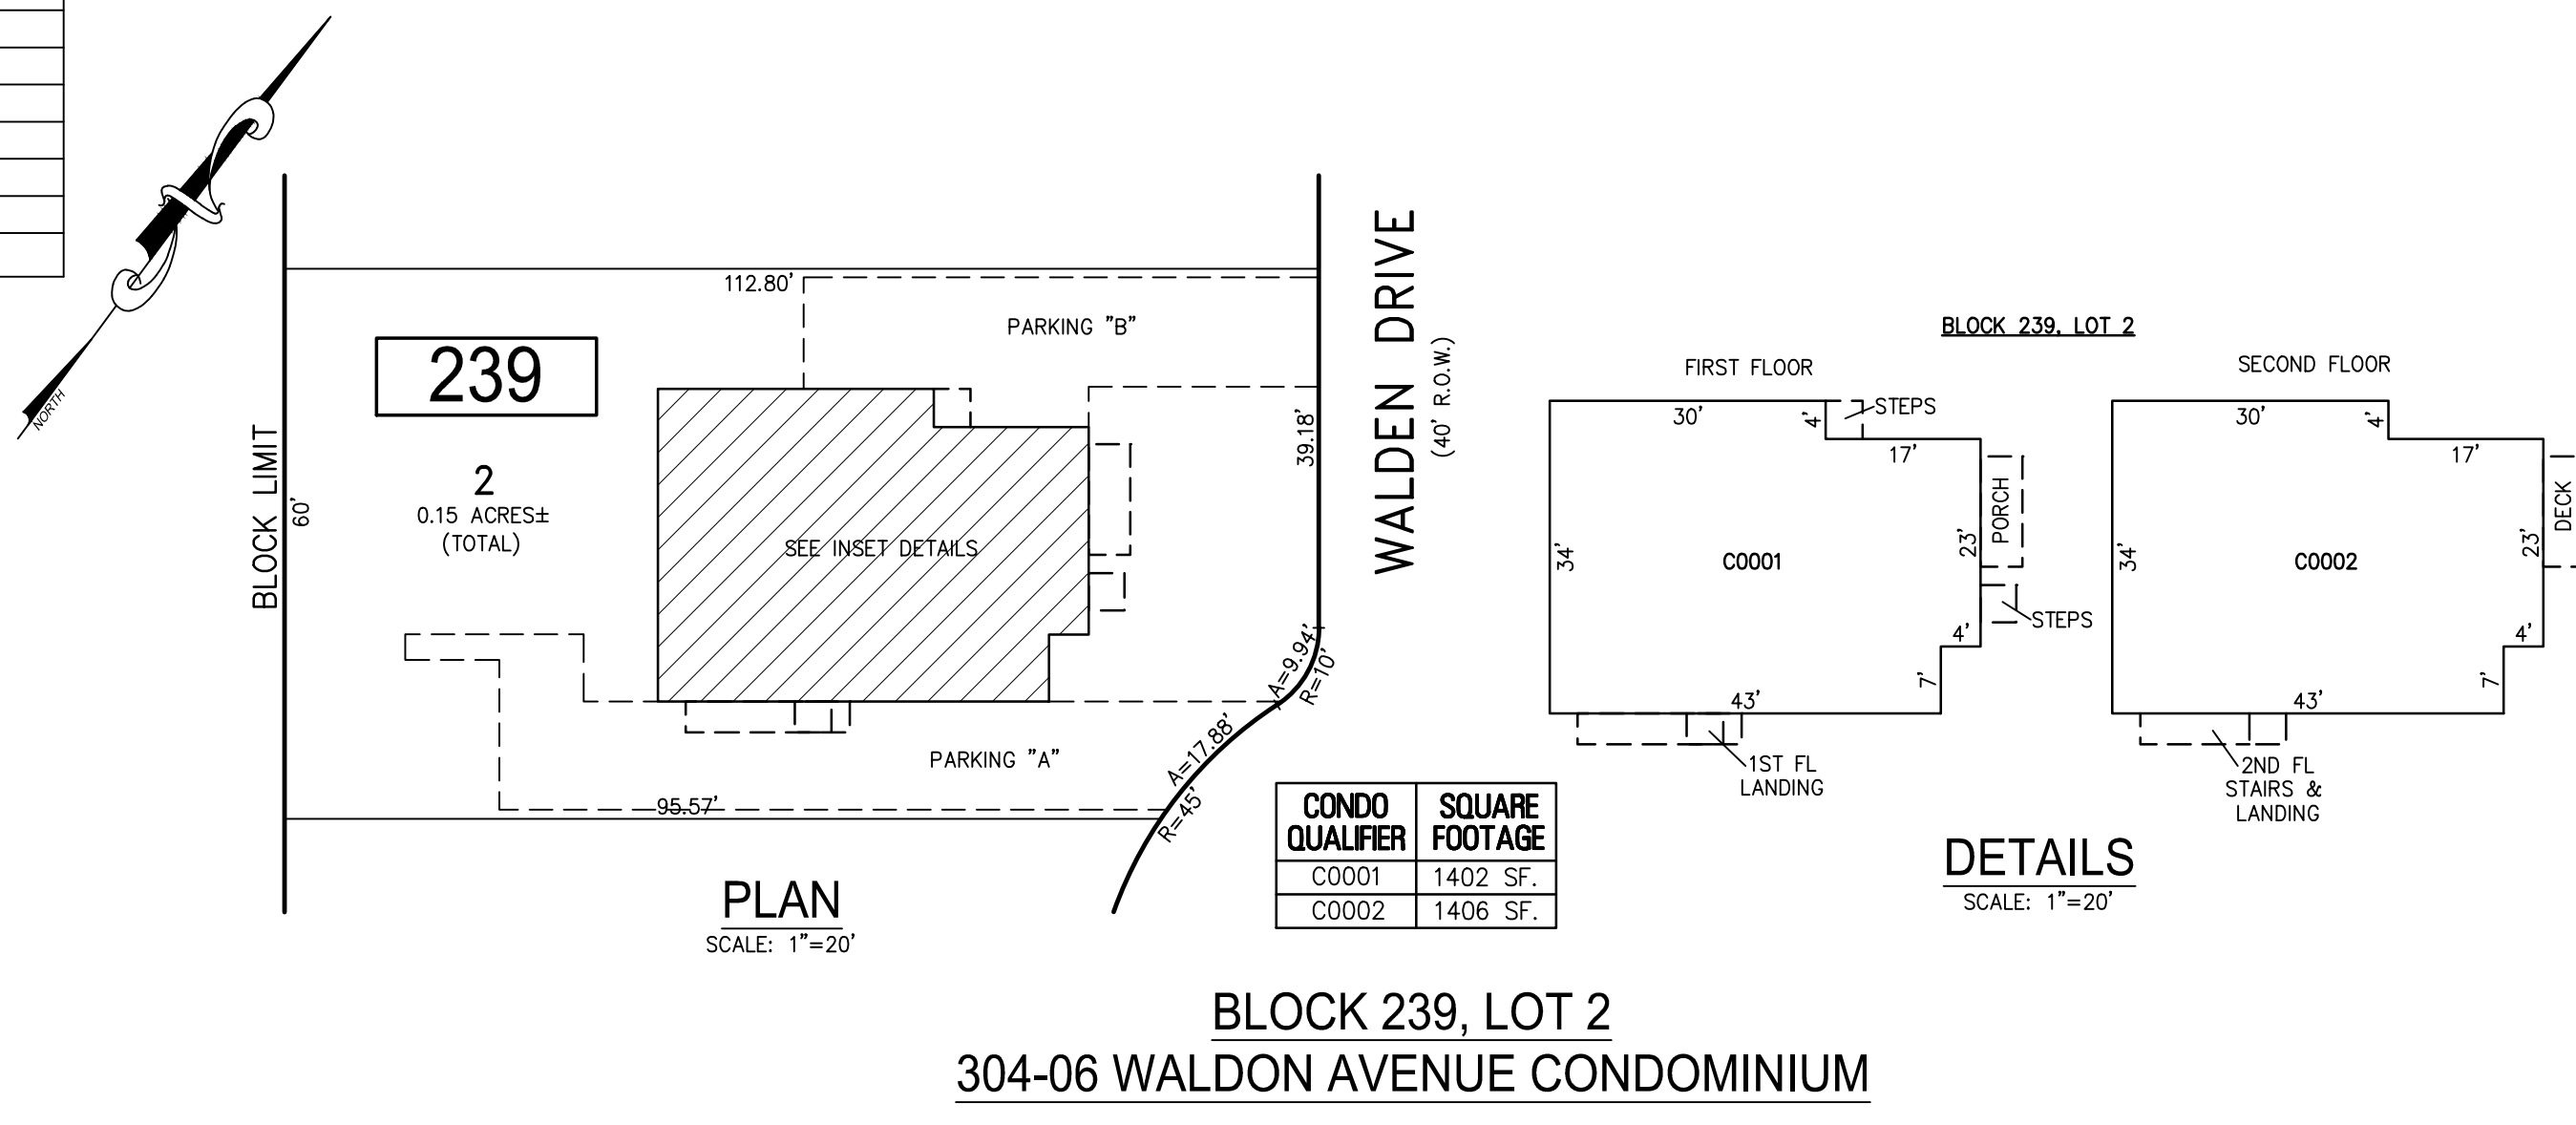 NORTH
112.80'
PARKING "B"
239
2
0.15 ACRES±
(TOTAL)
BLOCK LIMIT
60'
SEE INSET DETAILS
39.18'
WALDEN DRIVE
(40' R.O.W.)
A=9.94'
R=10'
A=17.88'
R=45'
PARKING "A"
95.57'
PLAN
SCALE: 1"=20'
CONDO QUALIFIER
SQUARE FOOTAGE
C0001 1402 SF.
C0002 1406 SF.
BLOCK 239, LOT 2
FIRST FLOOR
30'
4'
STEPS
17'
PORCH
34'
C0001
23'
STEPS
4'
7'
43'
1ST FL
LANDING
SECOND FLOOR
30'
4'
17'
DECK
34'
C0002
23'
4'
7'
43'
2ND FL
STAIRS &
LANDING
DETAILS
SCALE: 1"=20'
BLOCK 239, LOT 2
304-06 WALDON AVENUE CONDOMINIUM